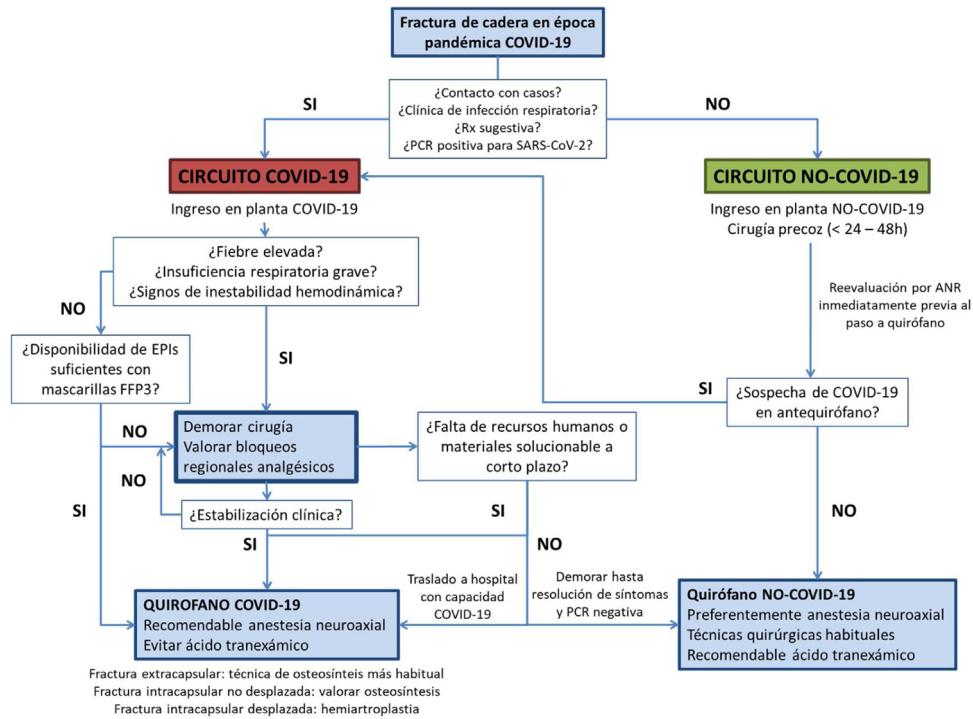 Fractura de cadera en época
pandémica COVID-19
¿Contacto con casos?
¿Clínica de infección respiratoria?
¿Rx sugestiva?
¿PCR positiva para SARS-CoV-2?
SI
NO
CIRCUITO COVID-19
CIRCUITO NO-COVID-19
Ingreso en planta COVID-19
Ingreso en planta NO-COVID-19
Cirugía precoz (< 24 – 48h)
¿Fiebre elevada?
¿Insuficiencia respiratoria grave?
¿Signos de inestabilidad hemodinámica?
Reevaluación por ANR
inmediatamente previa al
paso a quirófano
NO
SI
¿Disponibilidad de EPIs
suficientes con
mascarillas FFP3?
SI
¿Sospecha de COVID-19
en antequirófano?
NO
Demorar cirugía
Valorar bloqueos
regionales analgésicos
¿Falta de recursos humanos o
materiales solucionable a
corto plazo?
NO
SI
¿Estabilización clínica?
SI
NO
SI
NO
Traslado a hospital
con capacidad
COVID-19
Demorar hasta
resolución de síntomas
y PCR negativa
QUIROFANO COVID-19
Recomendable anestesia neuroaxial
Evitar ácido tranexámico
Quirófano NO-COVID-19
Preferentemente anestesia neuroaxial
Técnicas quirúrgicas habituales
Recomendable ácido tranexámico
Fractura extracapsular: técnica de osteosínteis más habitual
Fractura intracapsular no desplazada: valorar osteosíntesis
Fractura intracapsular desplazada: hemiartroplastia